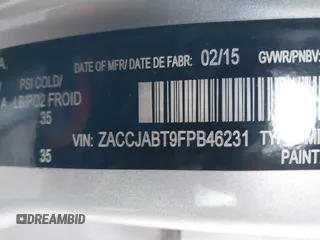 A.
DATE OF MFR/ DATE DE FABR: 02/15 GVWR/PNBV:
PSI COLD/
A LB/PO2 FROID
35
VIN: ZACCJABT9FPB46231 TY
35
PAINT
DREAMBID